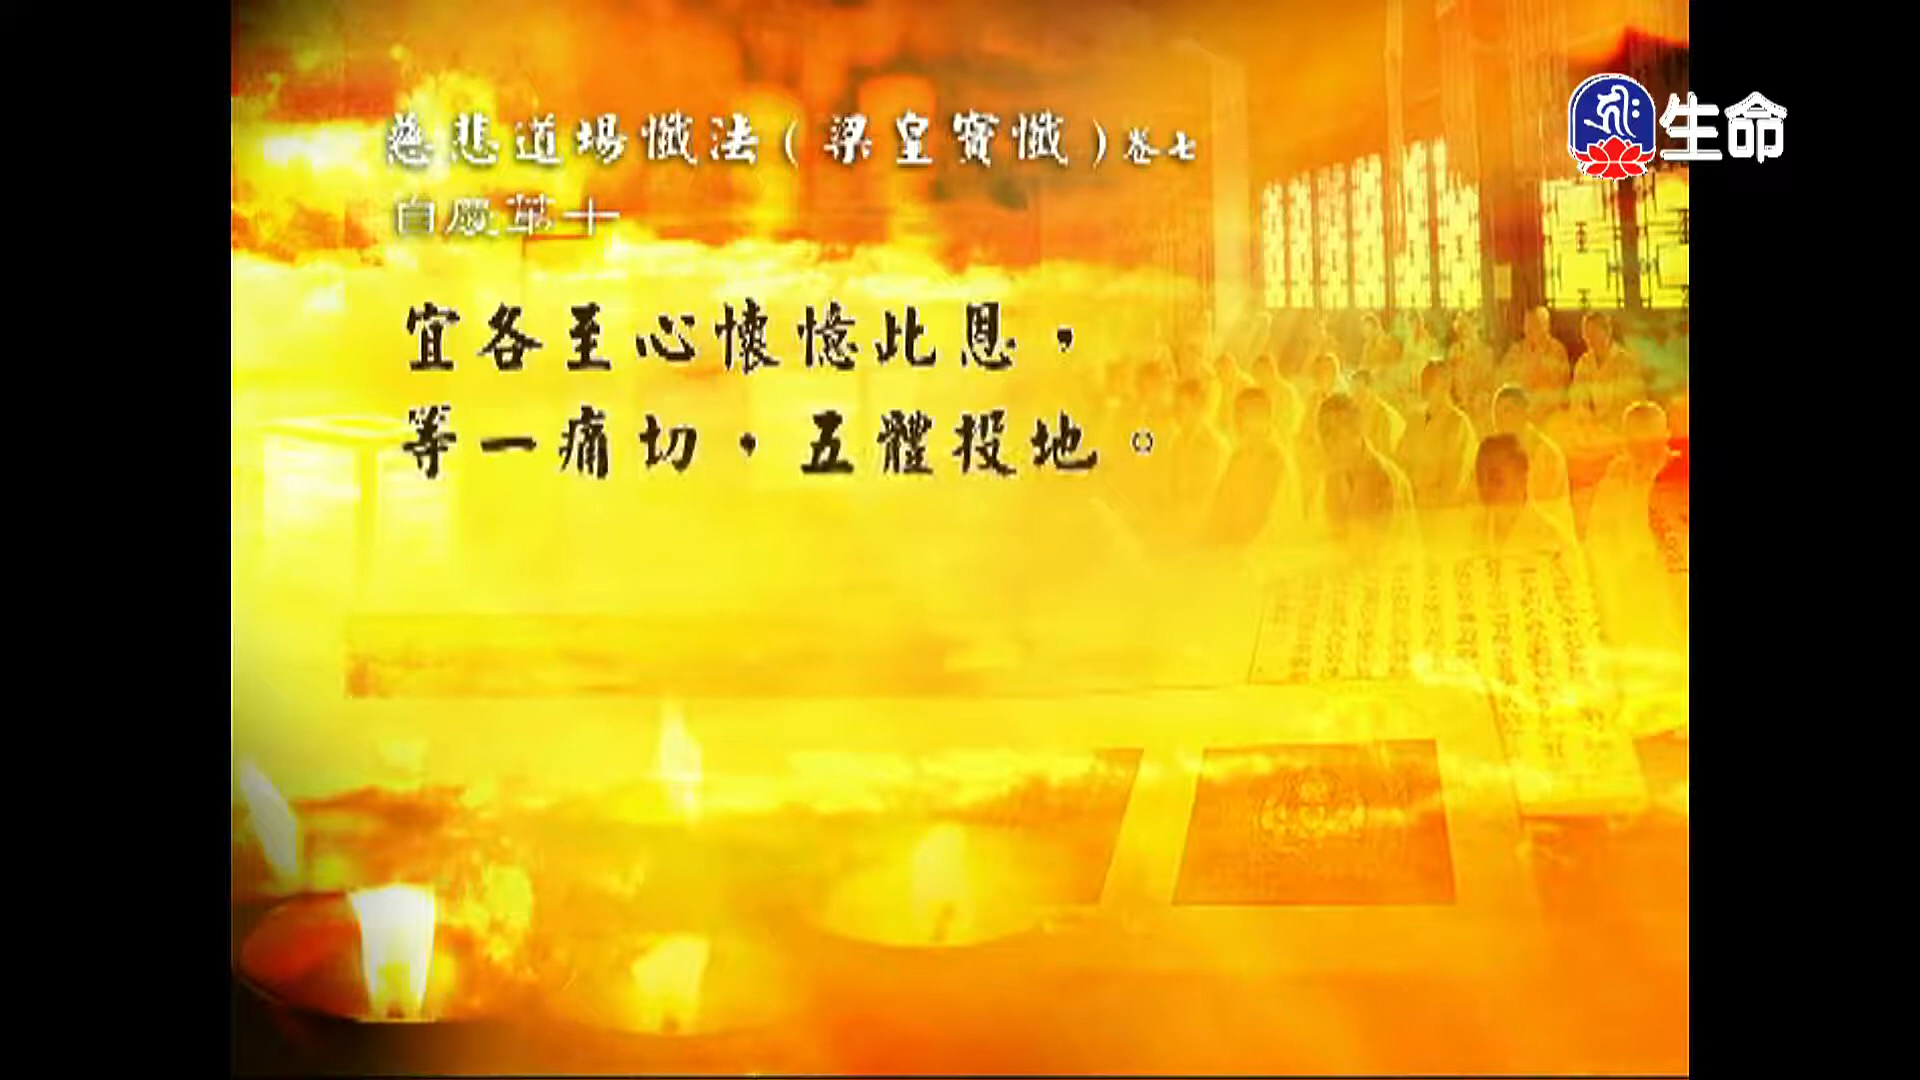 慈悲道場懺法（梁皇寶懺）卷七
自慶第十
生命
宜各至心懷憶此恩，
等一痛切，五體投地。